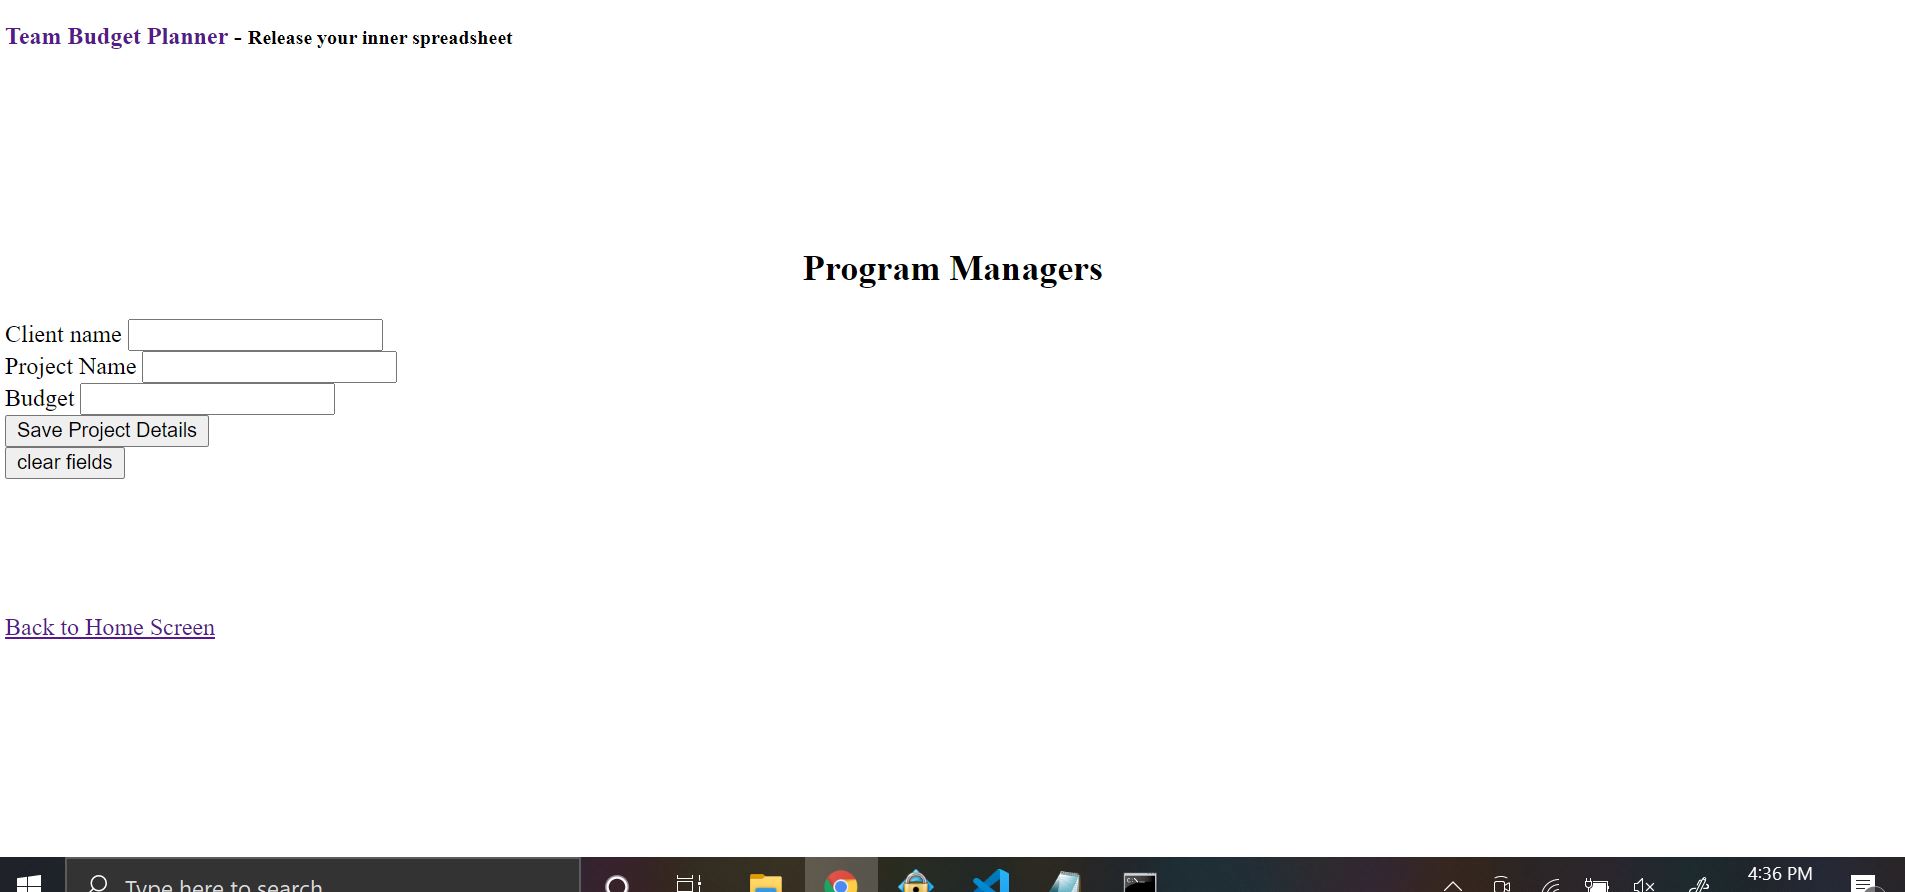 Team Budget Planner - Release your inner spreadsheet
Program Managers
Client name
Project Name
Budget
Save Project Details
clear fields
Back to Home Screen
Type here to search
4:36 PM